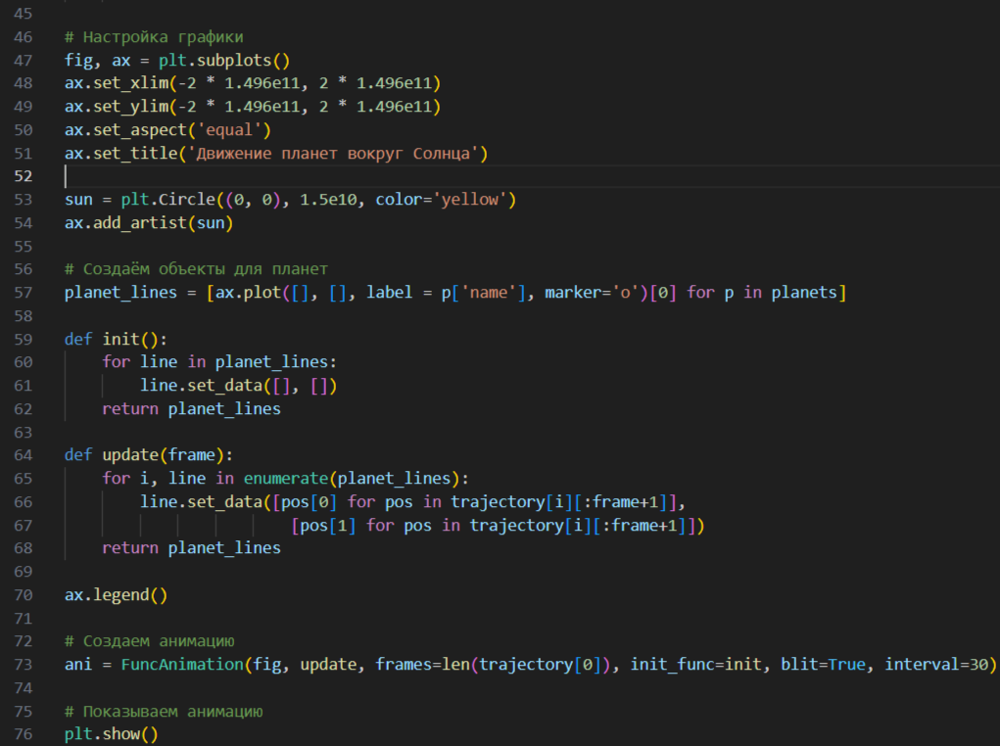 45
46 # Настройка графики
47 fig, ax = plt.subplots()
48 ax.set_xlim(-2 * 1.496e11, 2 * 1.496e11)
49 ax.set_ylim(-2 * 1.496e11, 2 * 1.496e11)
50 ax.set_aspect('equal')
51 ax.set_title('Движение планет вокруг Солнца')
52
53 sun = plt.Circle((0, 0), 1.5e10, color='yellow')
54 ax.add_artist(sun)
55
56 # Создаём объекты для планет
57 planet_lines = [ax.plot([], [], label = p['name'], marker='o')[0] for p in planets]
58
59 def init():
60     for line in planet_lines:
61         line.set_data([], [])
62     return planet_lines
63
64 def update(frame):
65     for i, line in enumerate(planet_lines):
66         line.set_data([pos[0] for pos in trajectory[i][:frame+1]],
67                         [pos[1] for pos in trajectory[i][:frame+1]])
68     return planet_lines
69
70 ax.legend()
71
72 # Создаем анимацию
73 ani = FuncAnimation(fig, update, frames=len(trajectory[0]), init_func=init, blit=True, interval=30)
74
75 # Показываем анимацию
76 plt.show()